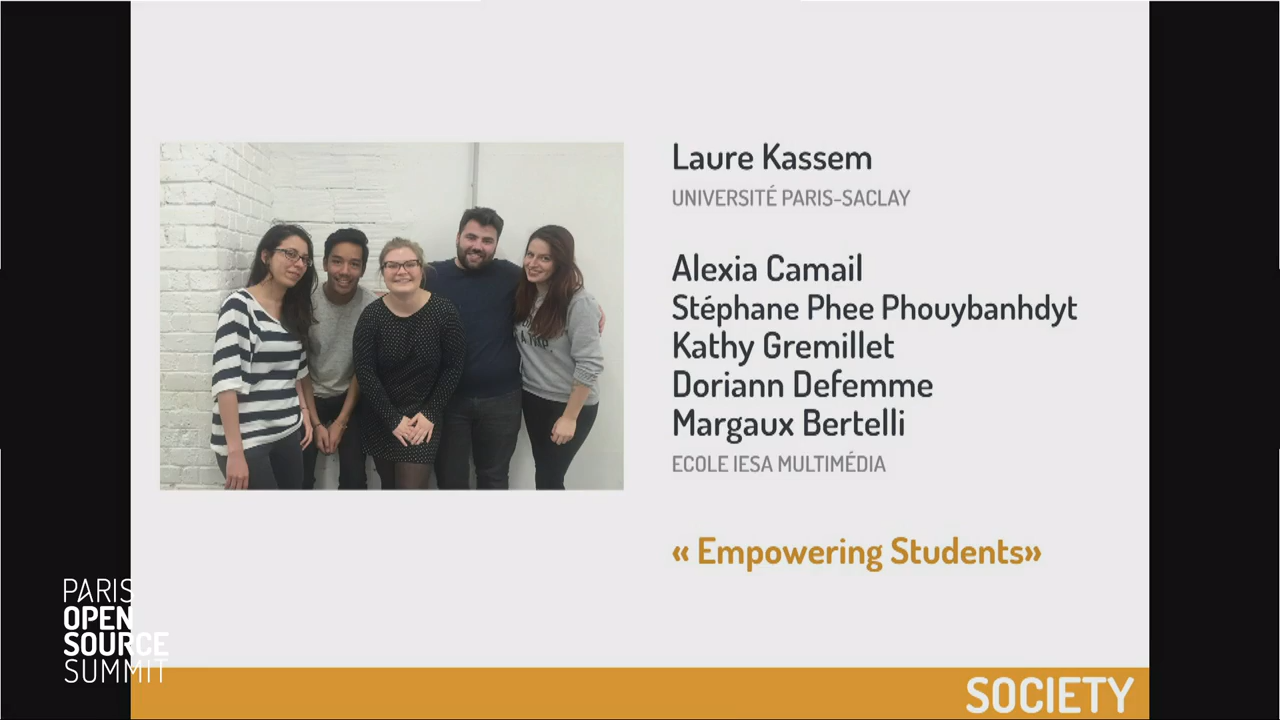 Laure Kassem
UNIVERSITÉ PARIS-SACLAY
Alexia Camail
Stéphane Phee Phouybanhdyt
Kathy Gremillet
Doriann Defemme
Margaux Bertelli
ECOLE IESA MULTIMÉDIA
« Empowering Students»
PARIS
OPEN
SOURCE
SUMMIT
SOCIETY